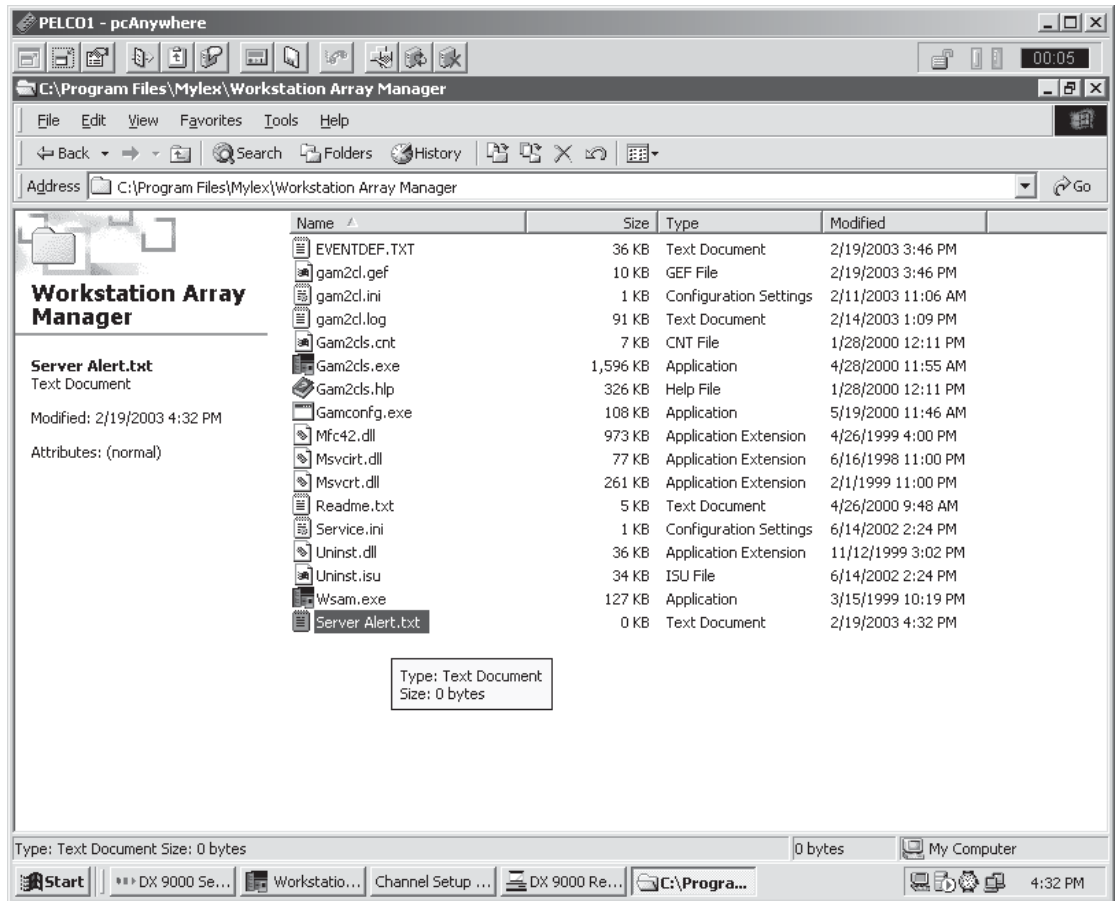 PELCO1 - pcAnywhere
00:05
C:\Program Files\Mylex\Workstation Array Manager
File Edit View Favorites Tools Help
Back Search Folders History
Address C:\Program Files\Mylex\Workstation Array Manager Go
Name Size Type Modified
Workstation Array
Manager
Server Alert.txt
Text Document
Modified: 2/19/2003 4:32 PM
Attributes: (normal)
EVENTDEF.TXT 36 KB Text Document 2/19/2003 3:46 PM
gam2cl.gef 10 KB GEF File 2/19/2003 3:46 PM
gam2cl.ini 1 KB Configuration Settings 2/11/2003 11:06 AM
gam2cl.log 91 KB Text Document 2/14/2003 1:09 PM
Gam2cls.cnt 7 KB CNT File 1/28/2000 12:11 PM
Gam2cls.exe 1,596 KB Application 4/28/2000 11:55 AM
Gam2cls.hlp 326 KB Help File 1/28/2000 12:11 PM
Gamconfg.exe 108 KB Application 5/19/2000 11:46 AM
Mfc42.dll 973 KB Application Extension 4/26/1999 4:00 PM
Msvcirt.dll 77 KB Application Extension 6/16/1998 11:00 PM
Msvcrt.dll 261 KB Application Extension 2/1/1999 11:00 PM
Readme.txt 5 KB Text Document 4/26/2000 9:48 AM
Service.ini 1 KB Configuration Settings 6/14/2002 2:24 PM
Uninst.dll 36 KB Application Extension 11/12/1999 3:02 PM
Uninst.isu 34 KB ISU File 6/14/2002 2:24 PM
Wsam.exe 127 KB Application 3/15/1999 10:19 PM
Server Alert.txt 0 KB Text Document 2/19/2003 4:32 PM
Type: Text Document
Size: 0 bytes
Type: Text Document Size: 0 bytes 0 bytes My Computer
Start DX 9000 Se... Workstatio... Channel Setup ... DX 9000 Re... C:\Progra... 4:32 PM